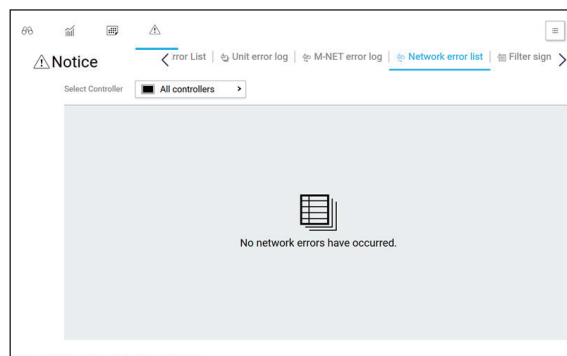 Notice
rror List
Unit error log
M-NET error log
Network error list
Filter sign
Select Controller
All controllers
No network errors have occurred.